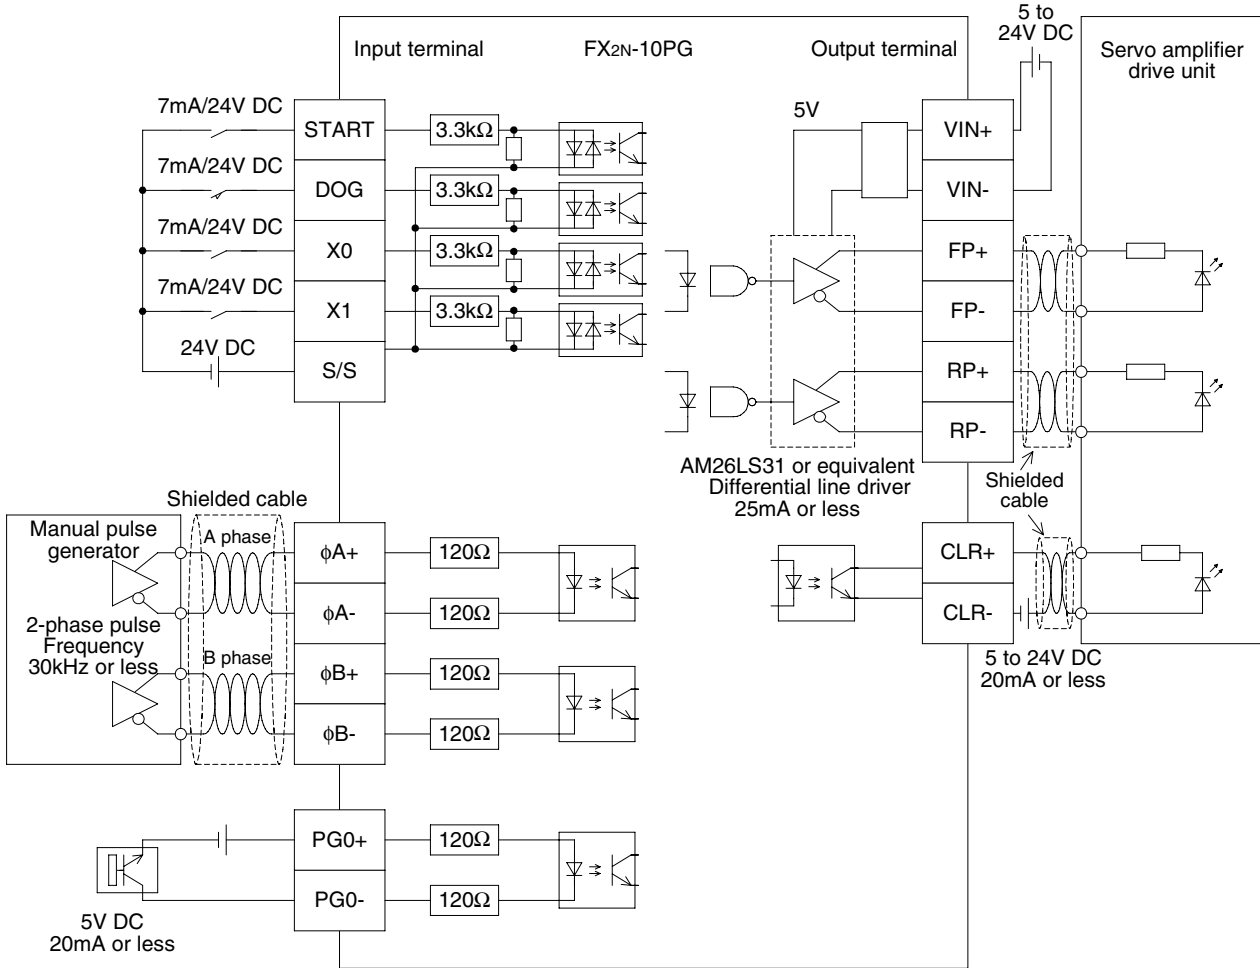 Input terminal
FX2N-10PG
Output terminal
5 to
24V DC
Servo amplifier
drive unit
7mA/24V DC
START
3.3kΩ
5V
VIN+
7mA/24V DC
DOG
3.3kΩ
VIN-
7mA/24V DC
X0
3.3kΩ
FP+
7mA/24V DC
X1
3.3kΩ
FP-
24V DC
S/S
RP+
RP-
AM26LS31 or equivalent
Differential line driver
25mA or less
Shielded
cable
Shielded cable
Manual pulse
generator
A phase
ϕA+
120Ω
CLR+
ϕA-
120Ω
CLR-
2-phase pulse
Frequency
30kHz or less
B phase
ϕB+
120Ω
5 to 24V DC
20mA or less
ϕB-
120Ω
PG0+
120Ω
PG0-
120Ω
5V DC
20mA or less